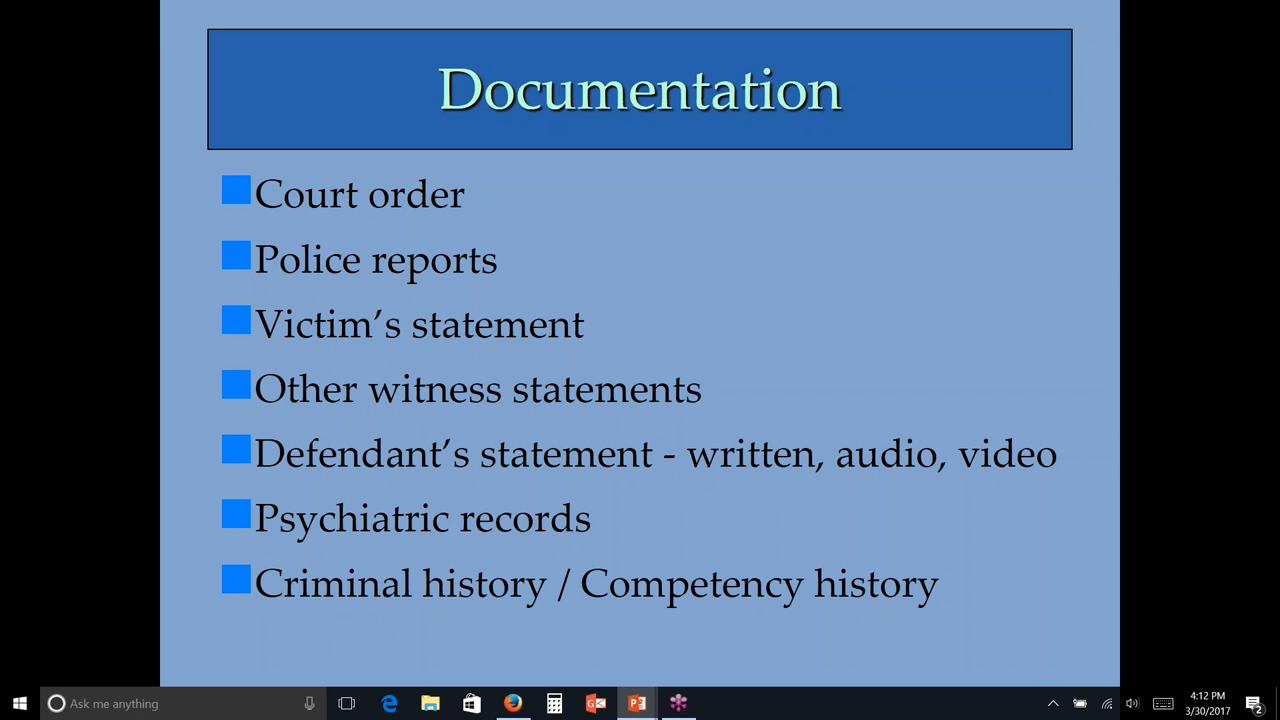 Documentation
Court order
Police reports
Victim’s statement
Other witness statements
Defendant’s statement - written, audio, video
Psychiatric records
Criminal history / Competency history
Ask me anything
4:12 PM
3/30/2017
2